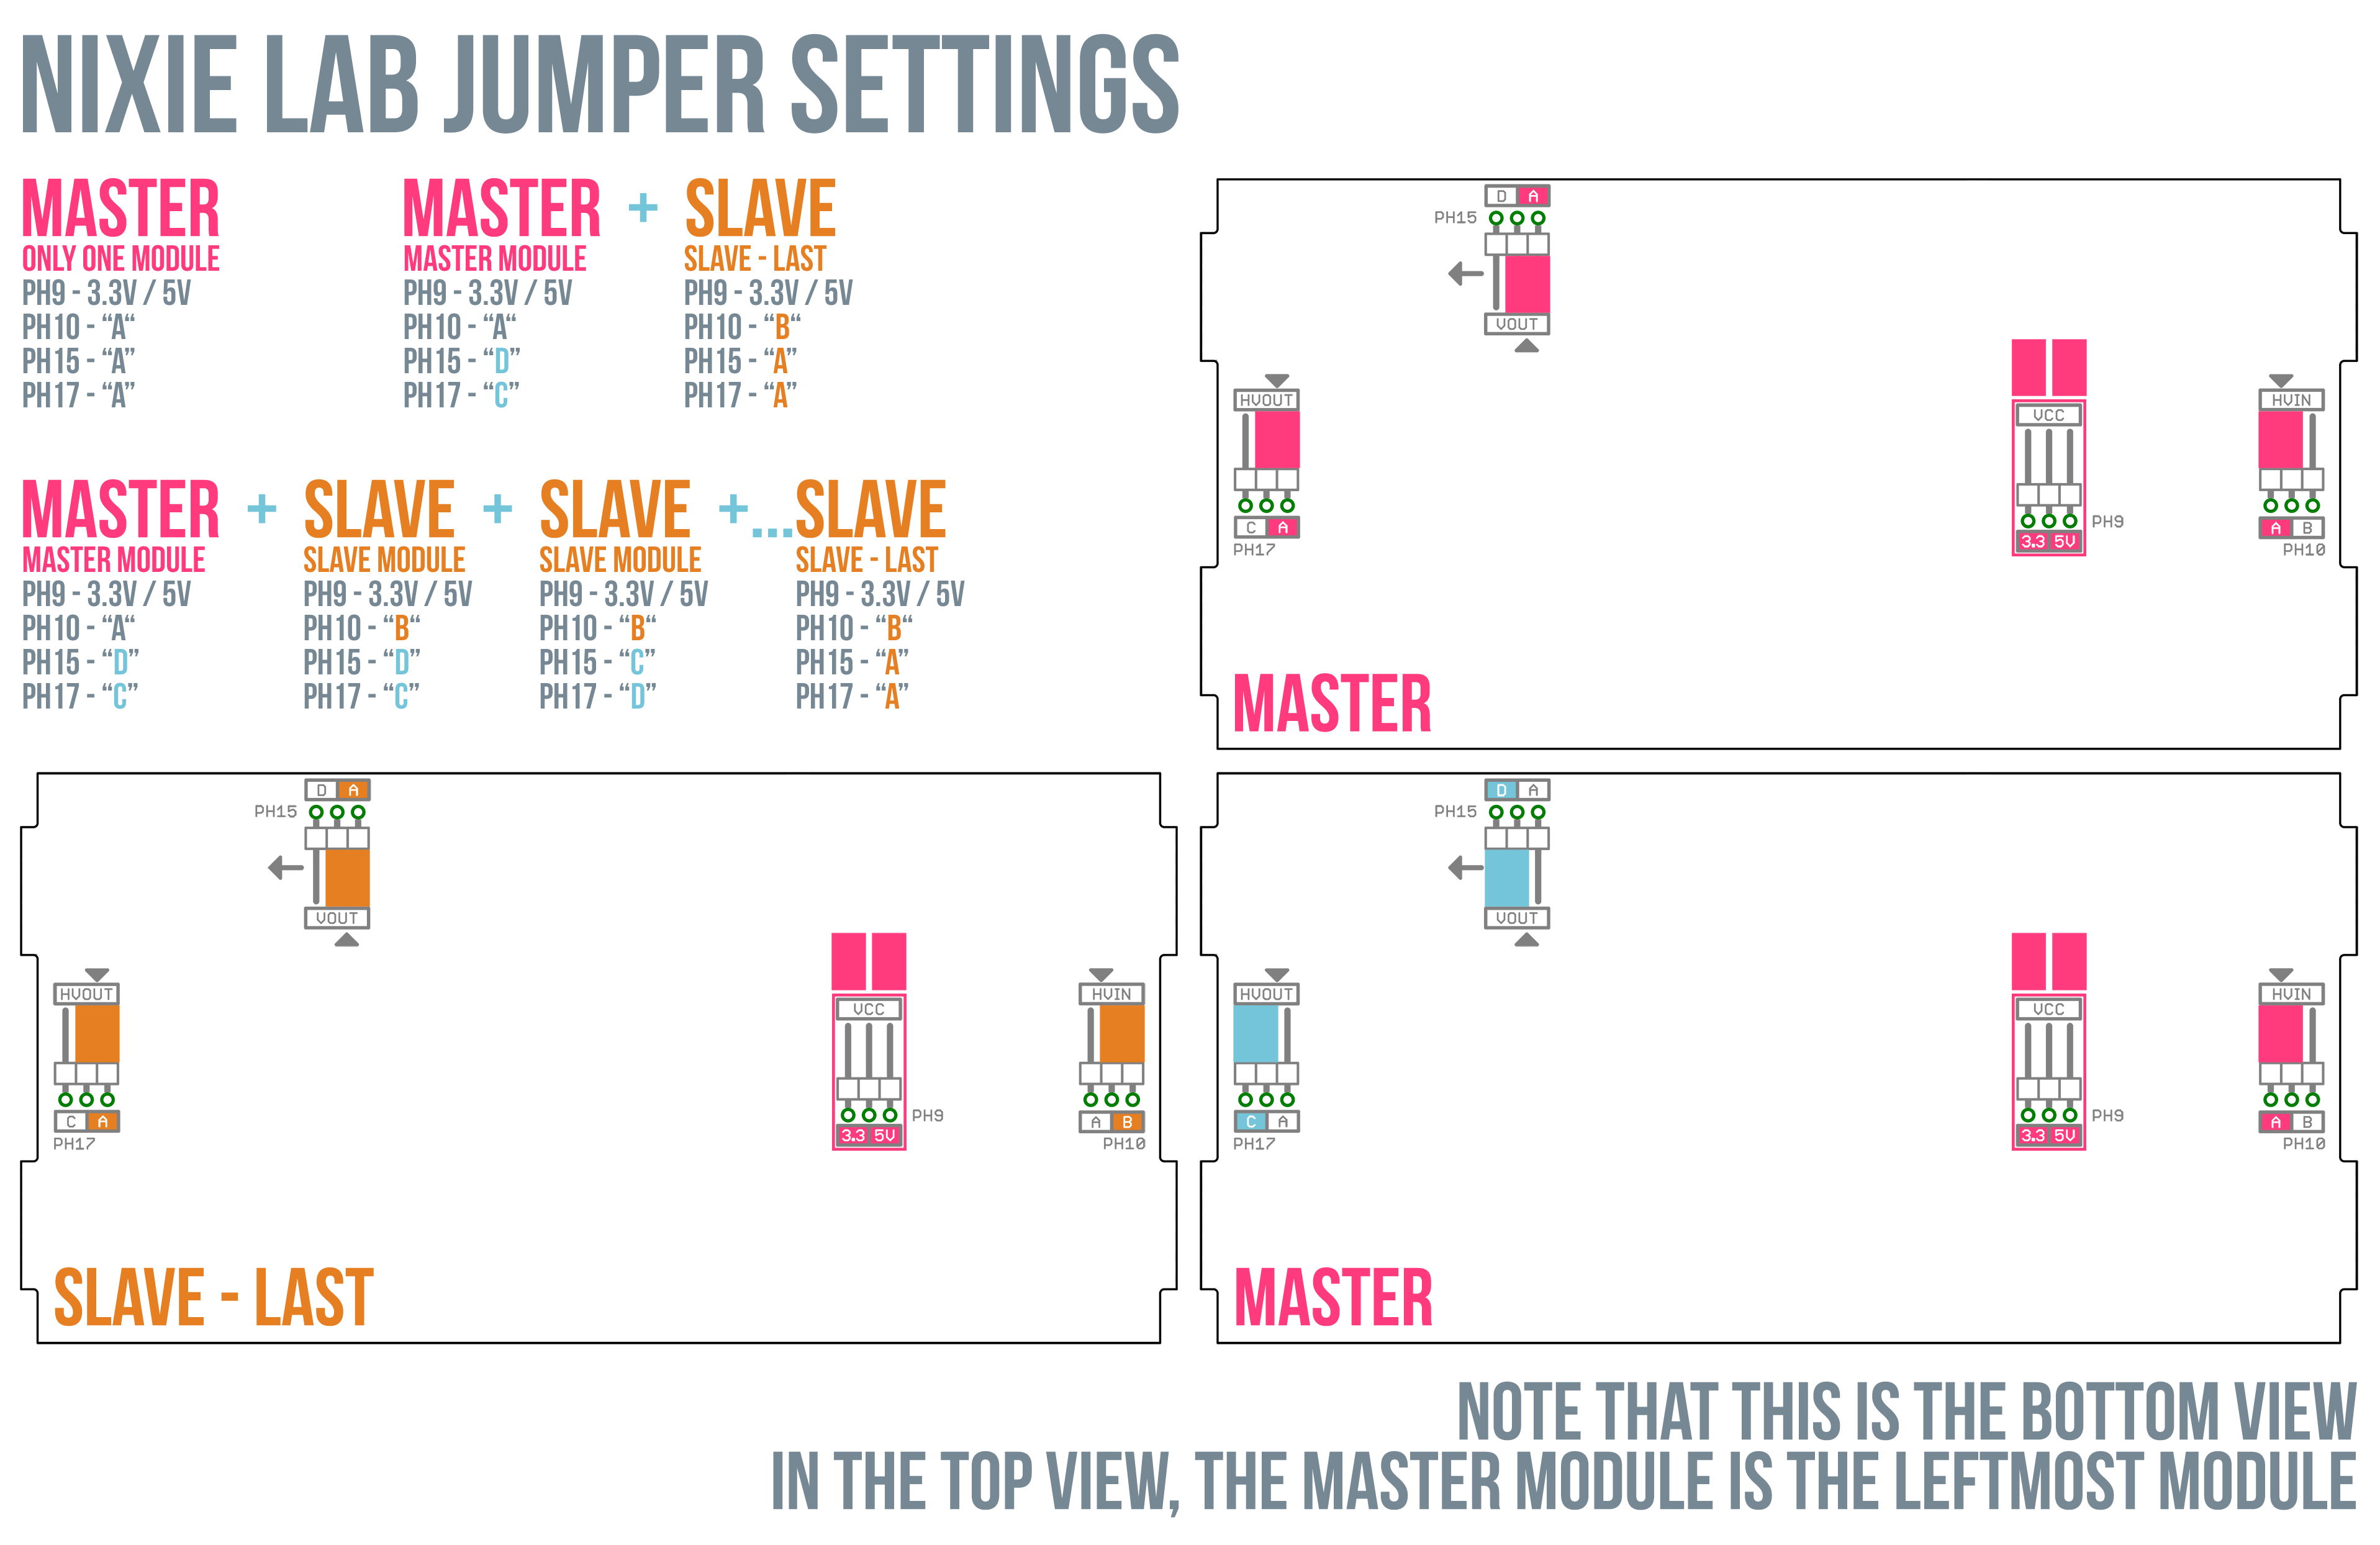 NIXIE LAB JUMPER SETTINGS
MASTER
ONLY ONE MODULE
PH9 - 3.3V / 5V
PH10 - “A“
PH15 - “A”
PH17 - “A”
MASTER + SLAVE
MASTER MODULE
PH9 - 3.3V / 5V
PH10 - “A“
PH15 - “D”
PH17 - “C”
SLAVE - LAST
PH9 - 3.3V / 5V
PH10 - “B“
PH15 - “A”
PH17 - “A”
MASTER + SLAVE + SLAVE +...SLAVE
MASTER MODULE
PH9 - 3.3V / 5V
PH10 - “A“
PH15 - “D”
PH17 - “C”
SLAVE MODULE
PH9 - 3.3V / 5V
PH10 - “B“
PH15 - “D”
PH17 - “C”
SLAVE MODULE
PH9 - 3.3V / 5V
PH10 - “B“
PH15 - “C”
PH17 - “D”
SLAVE - LAST
PH9 - 3.3V / 5V
PH10 - “B“
PH15 - “A”
PH17 - “A”
D A
PH15
VOUT
HVOUT
C A
PH17
VCC
PH9
3.3 5V
HVIN
A B
PH10
MASTER
D A
PH15
VOUT
HVOUT
C A
PH17
VCC
PH9
3.3 5V
HVIN
A B
PH10
SLAVE - LAST
D A
PH15
VOUT
HVOUT
C A
PH17
VCC
PH9
3.3 5V
HVIN
A B
PH10
MASTER
NOTE THAT THIS IS THE BOTTOM VIEW
IN THE TOP VIEW, THE MASTER MODULE IS THE LEFTMOST MODULE